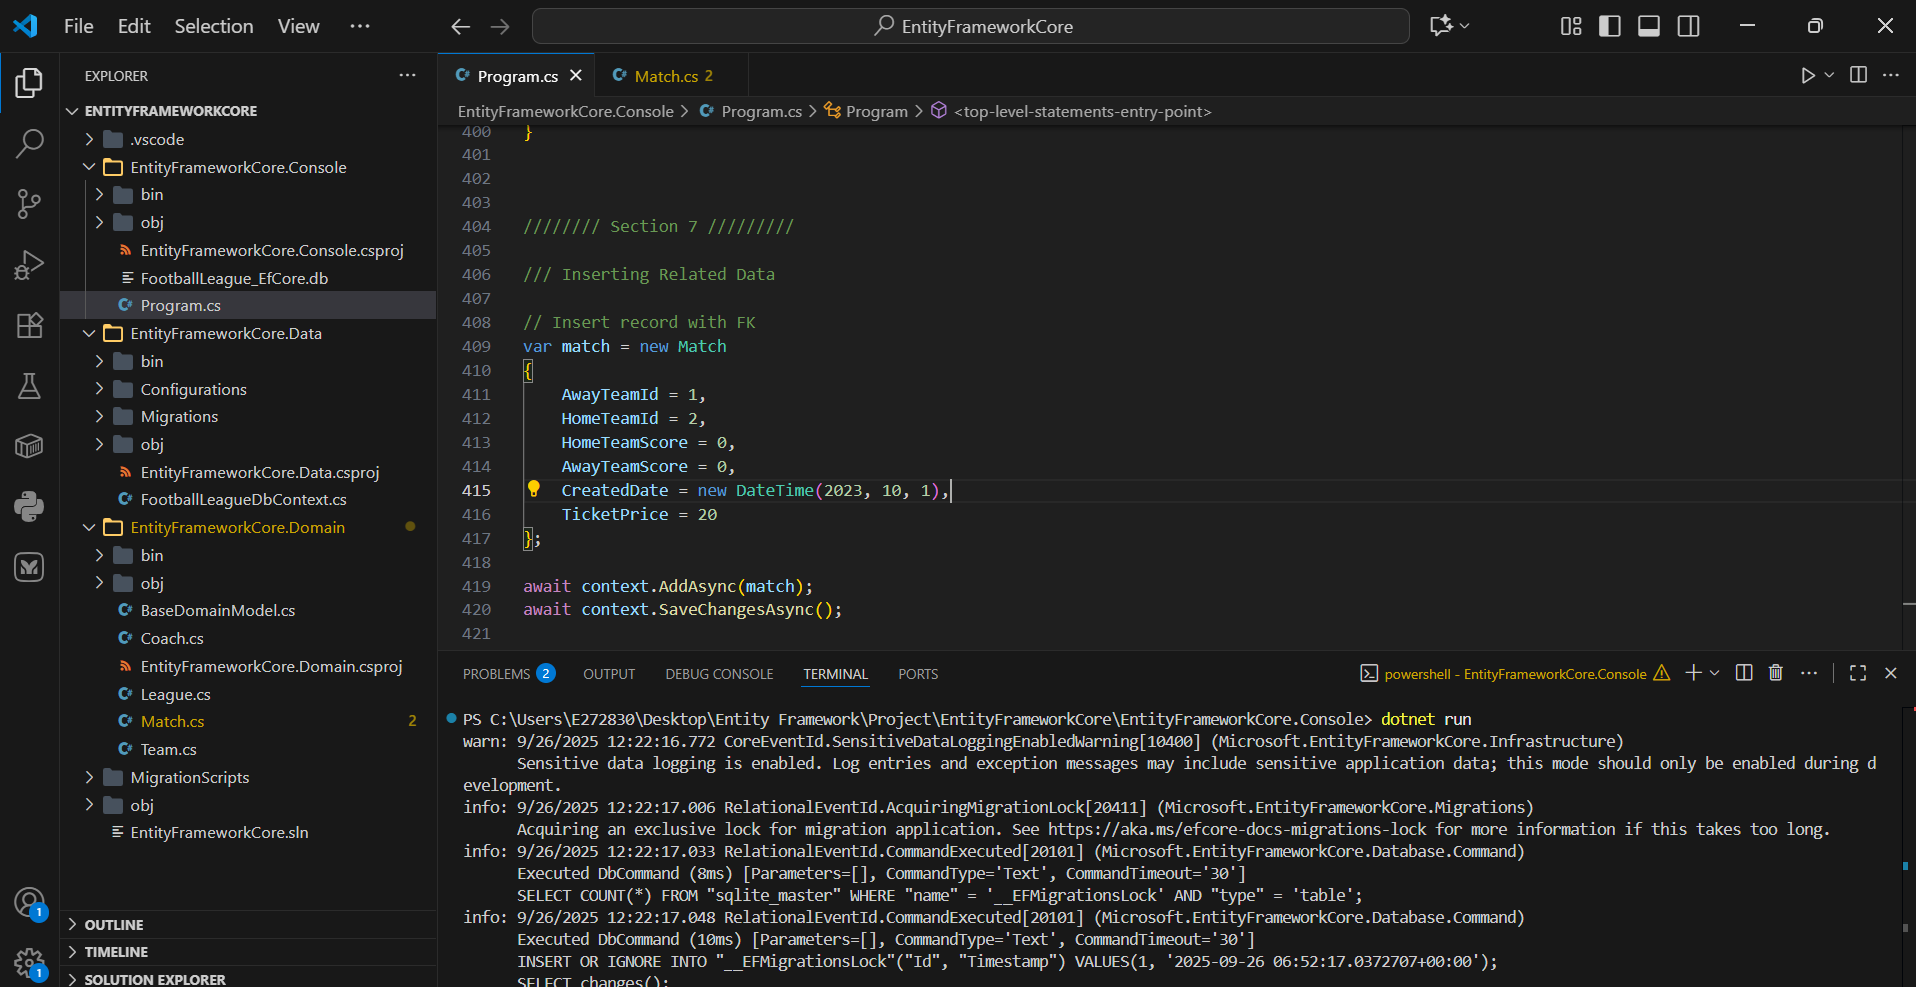 File Edit Selection View ··· EntityFrameworkCore
EXPLORER ···
ENTITYFRAMEWORKCORE
.vscode
EntityFrameworkCore.Console
bin
obj
EntityFrameworkCore.Console.csproj
FootballLeague_EfCore.db
Program.cs
EntityFrameworkCore.Data
bin
Configurations
Migrations
obj
EntityFrameworkCore.Data.csproj
FootballLeagueDbContext.cs
EntityFrameworkCore.Domain
bin
obj
BaseDomainModel.cs
Coach.cs
EntityFrameworkCore.Domain.csproj
League.cs
Match.cs 2
Team.cs
MigrationScripts
obj
EntityFrameworkCore.sln
OUTLINE
TIMELINE
SOLUTION EXPLORER
1
1
Program.cs Match.cs 2
EntityFrameworkCore.Console > Program.cs > Program > <top-level-statements-entry-point>
400 }
401
402
403
404 //////// Section 7 /////////
405
406 /// Inserting Related Data
407
408 // Insert record with FK
409 var match = new Match
410 {
411 AwayTeamId = 1,
412 HomeTeamId = 2,
413 HomeTeamScore = 0,
414 AwayTeamScore = 0,
415 CreatedDate = new DateTime(2023, 10, 1),
416 TicketPrice = 20
417 };
418
419 await context.AddAsync(match);
420 await context.SaveChangesAsync();
421
PROBLEMS 2 OUTPUT DEBUG CONSOLE TERMINAL PORTS powershell - EntityFrameworkCore.Console
PS C:\Users\E272830\Desktop\Entity Framework\Project\EntityFrameworkCore\EntityFrameworkCore.Console> dotnet run
warn: 9/26/2025 12:22:16.772 CoreEventId.SensitiveDataLoggingEnabledWarning[10400] (Microsoft.EntityFrameworkCore.Infrastructure)
Sensitive data logging is enabled. Log entries and exception messages may include sensitive application data; this mode should only be enabled during d
evelopment.
info: 9/26/2025 12:22:17.006 RelationalEventId.AcquiringMigrationLock[20411] (Microsoft.EntityFrameworkCore.Migrations)
Acquiring an exclusive lock for migration application. See https://aka.ms/efcore-docs-migrations-lock for more information if this takes too long.
info: 9/26/2025 12:22:17.033 RelationalEventId.CommandExecuted[20101] (Microsoft.EntityFrameworkCore.Database.Command)
Executed DbCommand (8ms) [Parameters=[], CommandType='Text', CommandTimeout='30']
SELECT COUNT(*) FROM "sqlite_master" WHERE "name" = '__EFMigrationsLock' AND "type" = 'table';
info: 9/26/2025 12:22:17.048 RelationalEventId.CommandExecuted[20101] (Microsoft.EntityFrameworkCore.Database.Command)
Executed DbCommand (10ms) [Parameters=[], CommandType='Text', CommandTimeout='30']
INSERT OR IGNORE INTO "__EFMigrationsLock"("Id", "Timestamp") VALUES(1, '2025-09-26 06:52:17.0372707+00:00');
SELECT changes();